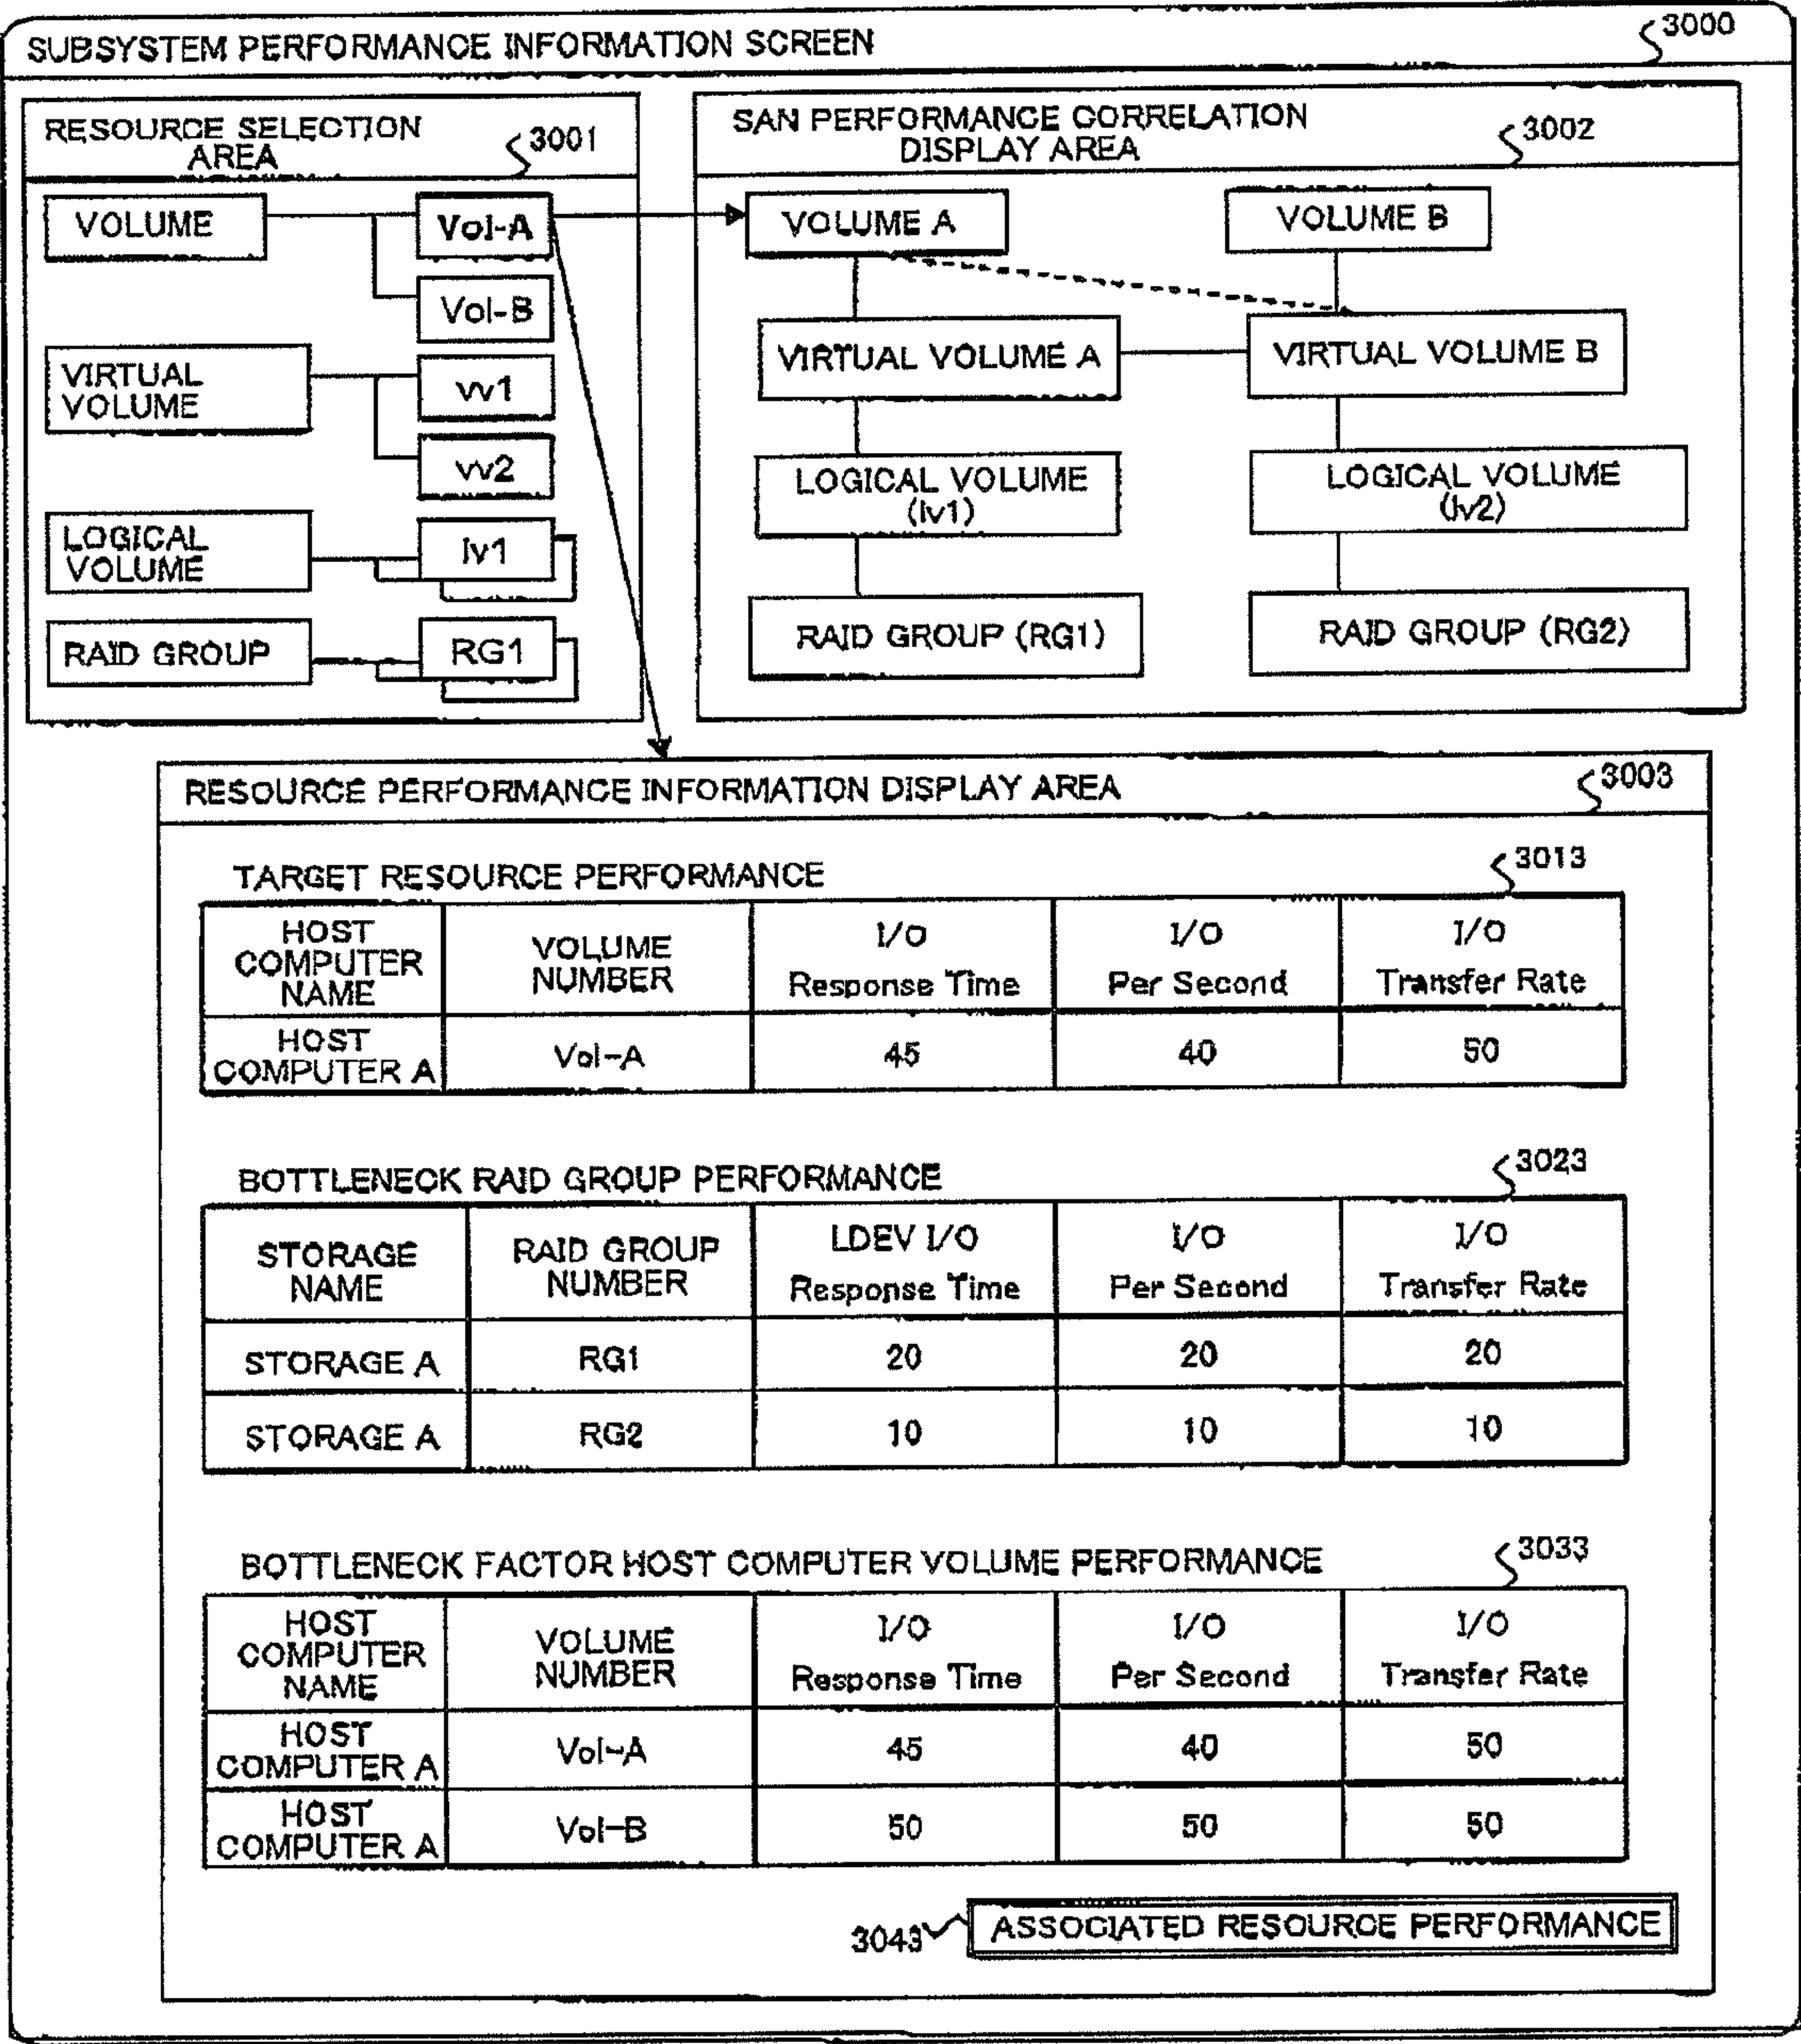 SUBSYSTEM PERFORMANCE INFORMATION SCREEN
3000
RESOURCE SELECTION
AREA
3001
VOLUME
Vol-A
Vol-B
VIRTUAL
VOLUME
vv1
vv2
LOGICAL
VOLUME
lv1
RAID GROUP
RG1
SAN PERFORMANCE CORRELATION
DISPLAY AREA
3002
VOLUME A
VOLUME B
VIRTUAL VOLUME A
VIRTUAL VOLUME B
LOGICAL VOLUME
(lv1)
LOGICAL VOLUME
(lv2)
RAID GROUP (RG1)
RAID GROUP (RG2)
RESOURCE PERFORMANCE INFORMATION DISPLAY AREA
3003
TARGET RESOURCE PERFORMANCE
3013
HOST
COMPUTER
NAME
VOLUME
NUMBER
I/O
Response Time
I/O
Per Second
I/O
Transfer Rate
HOST
COMPUTER A
Vol-A
45
40
50
BOTTLENECK RAID GROUP PERFORMANCE
3023
STORAGE
NAME
RAID GROUP
NUMBER
LDEV I/O
Response Time
I/O
Per Second
I/O
Transfer Rate
STORAGE A
RG1
20
20
20
STORAGE A
RG2
10
10
10
BOTTLENECK FACTOR HOST COMPUTER VOLUME PERFORMANCE
3033
HOST
COMPUTER
NAME
VOLUME
NUMBER
I/O
Response Time
I/O
Per Second
I/O
Transfer Rate
HOST
COMPUTER A
Vol-A
45
40
50
HOST
COMPUTER A
Vol-B
50
50
50
3043
ASSOCIATED RESOURCE PERFORMANCE